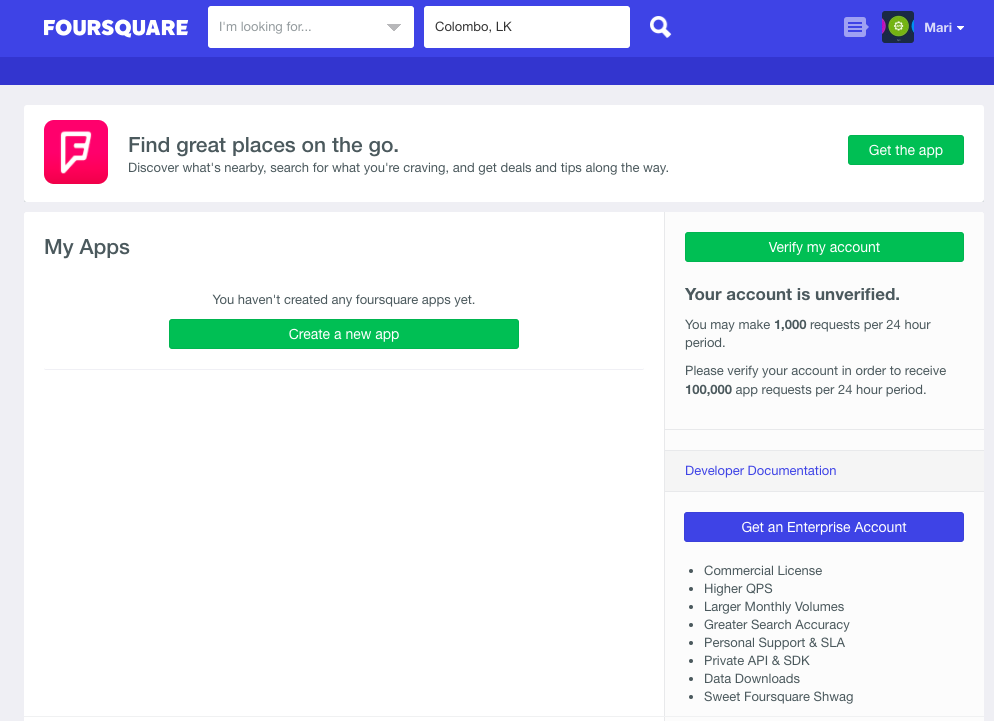 FOURSQUARE
I'm looking for...
Colombo, LK
Mari
Find great places on the go.
Discover what's nearby, search for what you're craving, and get deals and tips along the way.
Get the app
My Apps
You haven't created any foursquare apps yet.
Create a new app
Verify my account
Your account is unverified.
You may make 1,000 requests per 24 hour
period.
Please verify your account in order to receive
100,000 app requests per 24 hour period.
Developer Documentation
Get an Enterprise Account
Commercial License
Higher QPS
Larger Monthly Volumes
Greater Search Accuracy
Personal Support & SLA
Private API & SDK
Data Downloads
Sweet Foursquare Shwag